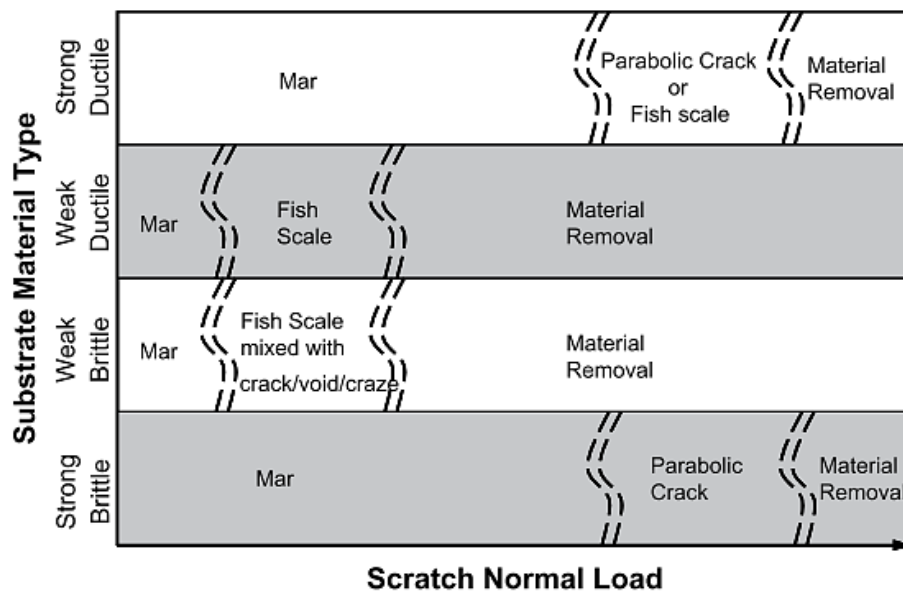 Substrate Material Type
Strong
Ductile
Mar
Parabolic Crack
or
Fish scale
Material
Removal
Weak
Ductile
Mar
Fish
Scale
Material
Removal
Weak
Brittle
Mar
Fish Scale
mixed with
crack/void/craze
Material
Removal
Strong
Brittle
Mar
Parabolic
Crack
Material
Removal
Scratch Normal Load